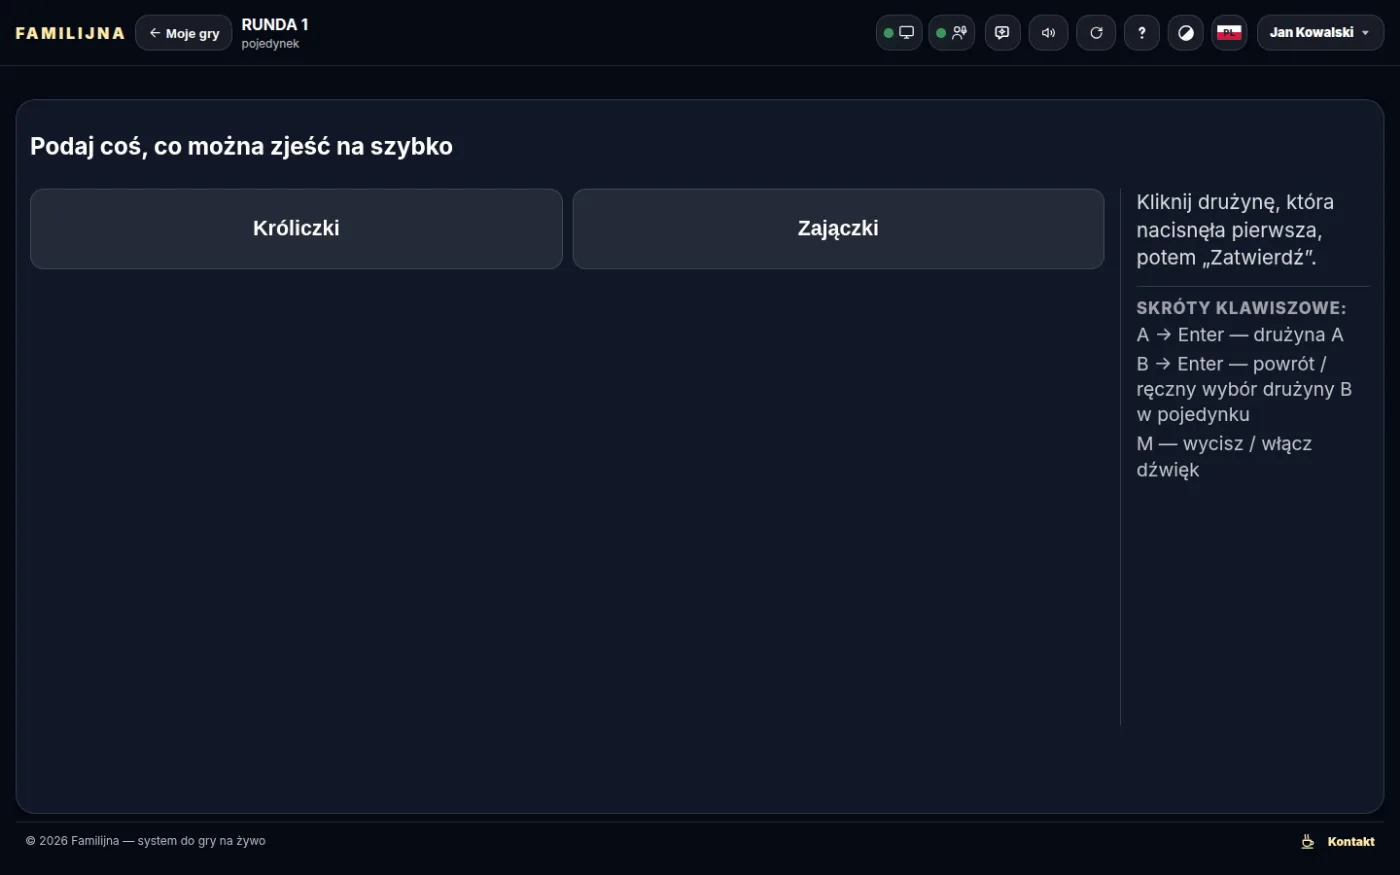 FAMILIJNA
← Moje gry
RUNDA 1
pojedynek
?
PL
Jan Kowalski
Podaj coś, co można zjeść na szybko
Króliczki
Zajączki
Kliknij drużynę, która
nacisnęła pierwsza,
potem „Zatwierdź”.
SKRÓTY KLAWISZOWE:
A → Enter — drużyna A
B → Enter — powrót /
ręczny wybór drużyny B
w pojedynku
M — wycisz / włącz
dźwięk
© 2026 Familijna — system do gry na żywo
Kontakt